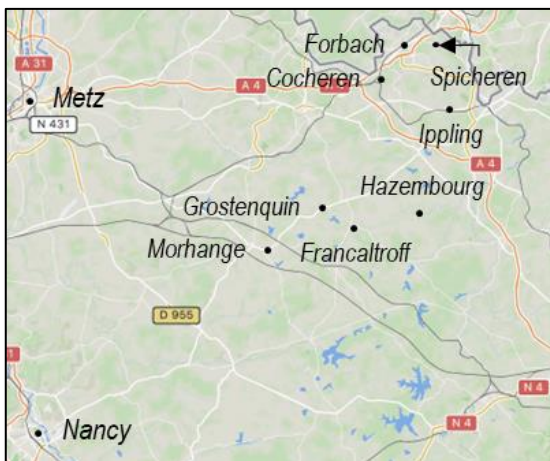 Forbach
A 31
A 4
Cocheren
Spicheren
Metz
N 431
Ippling
A 4
Hazembourg
Grostenquin
Morhange
Francaltroff
D 955
N 4
N 4
Nancy